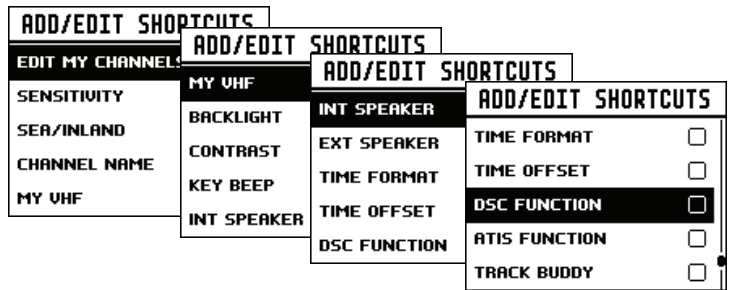 ADD/EDIT SHORTCUTS
EDIT MY CHANNELS
SENSITIVITY
SEA/INLAND
CHANNEL NAME
MY VHF
ADD/EDIT SHORTCUTS
MY VHF
BACKLIGHT
CONTRAST
KEY BEEP
INT SPEAKER
ADD/EDIT SHORTCUTS
INT SPEAKER
EXT SPEAKER
TIME FORMAT
TIME OFFSET
DSC FUNCTION
ADD/EDIT SHORTCUTS
TIME FORMAT
TIME OFFSET
DSC FUNCTION
ATIS FUNCTION
TRACK BUDDY